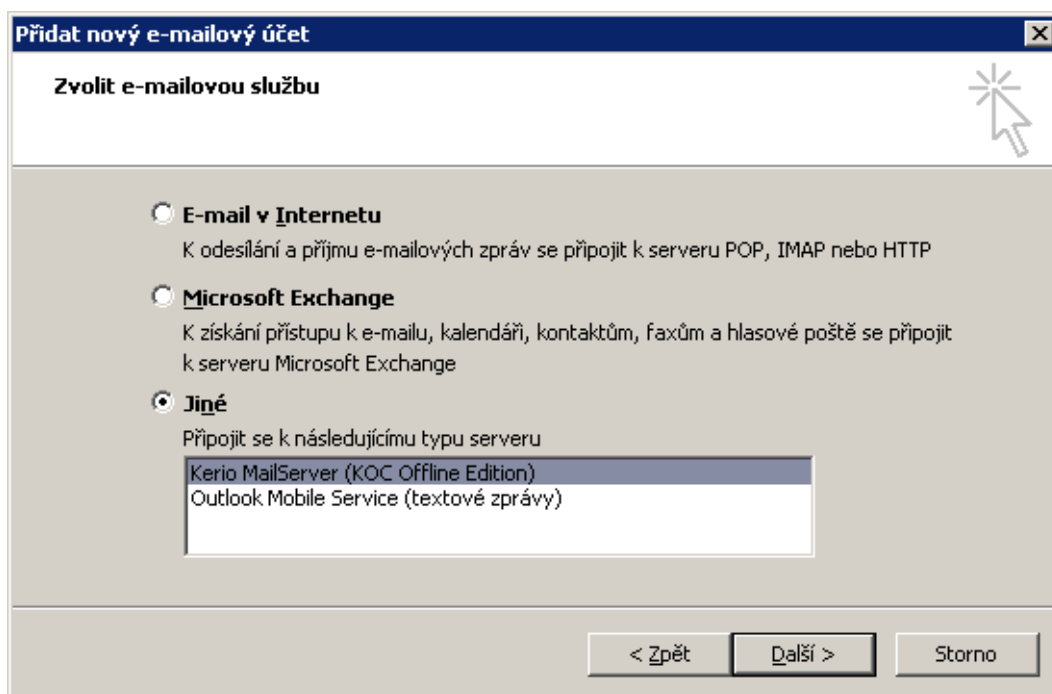 Přidat nový e-mailový účet
Zvolit e-mailovou službu
E-mail v Internetu
K odesílání a příjmu e-mailových zpráv se připojit k serveru POP, IMAP nebo HTTP
Microsoft Exchange
K získání přístupu k e-mailu, kalendáři, kontaktům, faxům a hlasové poště se připojit
k serveru Microsoft Exchange
Jiné
Připojit se k následujícímu typu serveru
Kerio MailServer (KOC Offline Edition)
Outlook Mobile Service (textové zprávy)
< Zpět
Další >
Storno